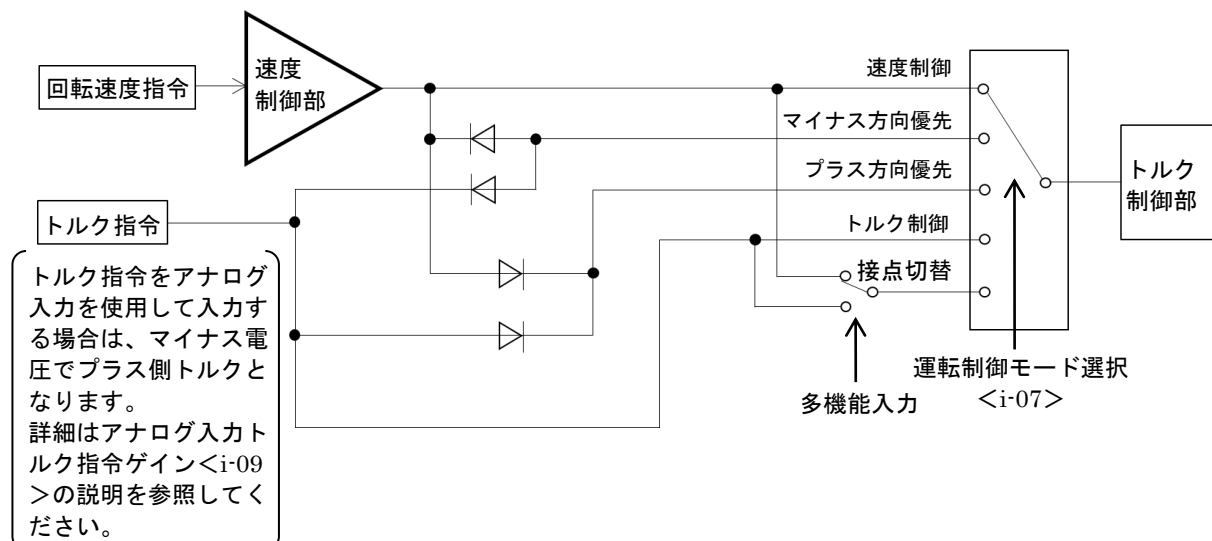 回転速度指令
速度
制御部
速度制御
マイナス方向優先
プラス方向優先
トルク制御
接点切替
トルク
制御部
トルク指令
トルク指令をアナログ
入力を使用して入力す
る場合は、マイナス電
圧でプラス側トルクと
なります。
詳細はアナログ入力ト
ルク指令ゲイン＜i-09
＞の説明を参照してく
ださい。
多機能入力
運転制御モード選択
＜i-07＞